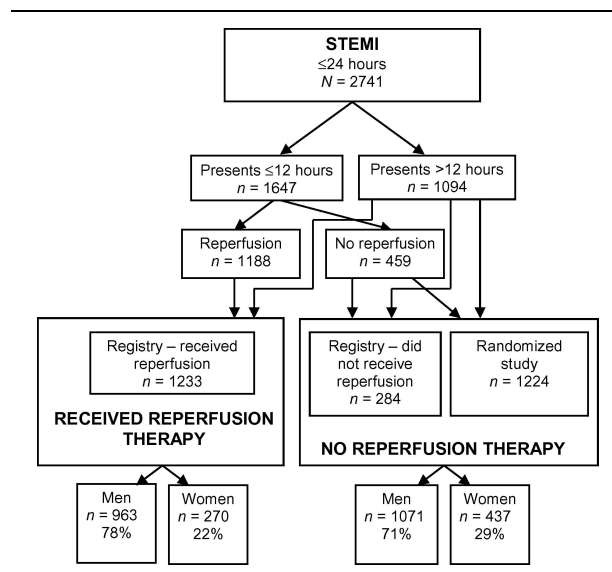 STEMI
≤24 hours
N = 2741
Presents ≤12 hours
n = 1647
Presents >12 hours
n = 1094
Reperfusion
n = 1188
No reperfusion
n = 459
Registry – received
reperfusion
n = 1233
RECEIVED REPERFUSION
THERAPY
Registry – did
not receive
reperfusion
n = 284
Randomized
study
n = 1224
NO REPERFUSION THERAPY
Men
n = 963
78%
Women
n = 270
22%
Men
n = 1071
71%
Women
n = 437
29%